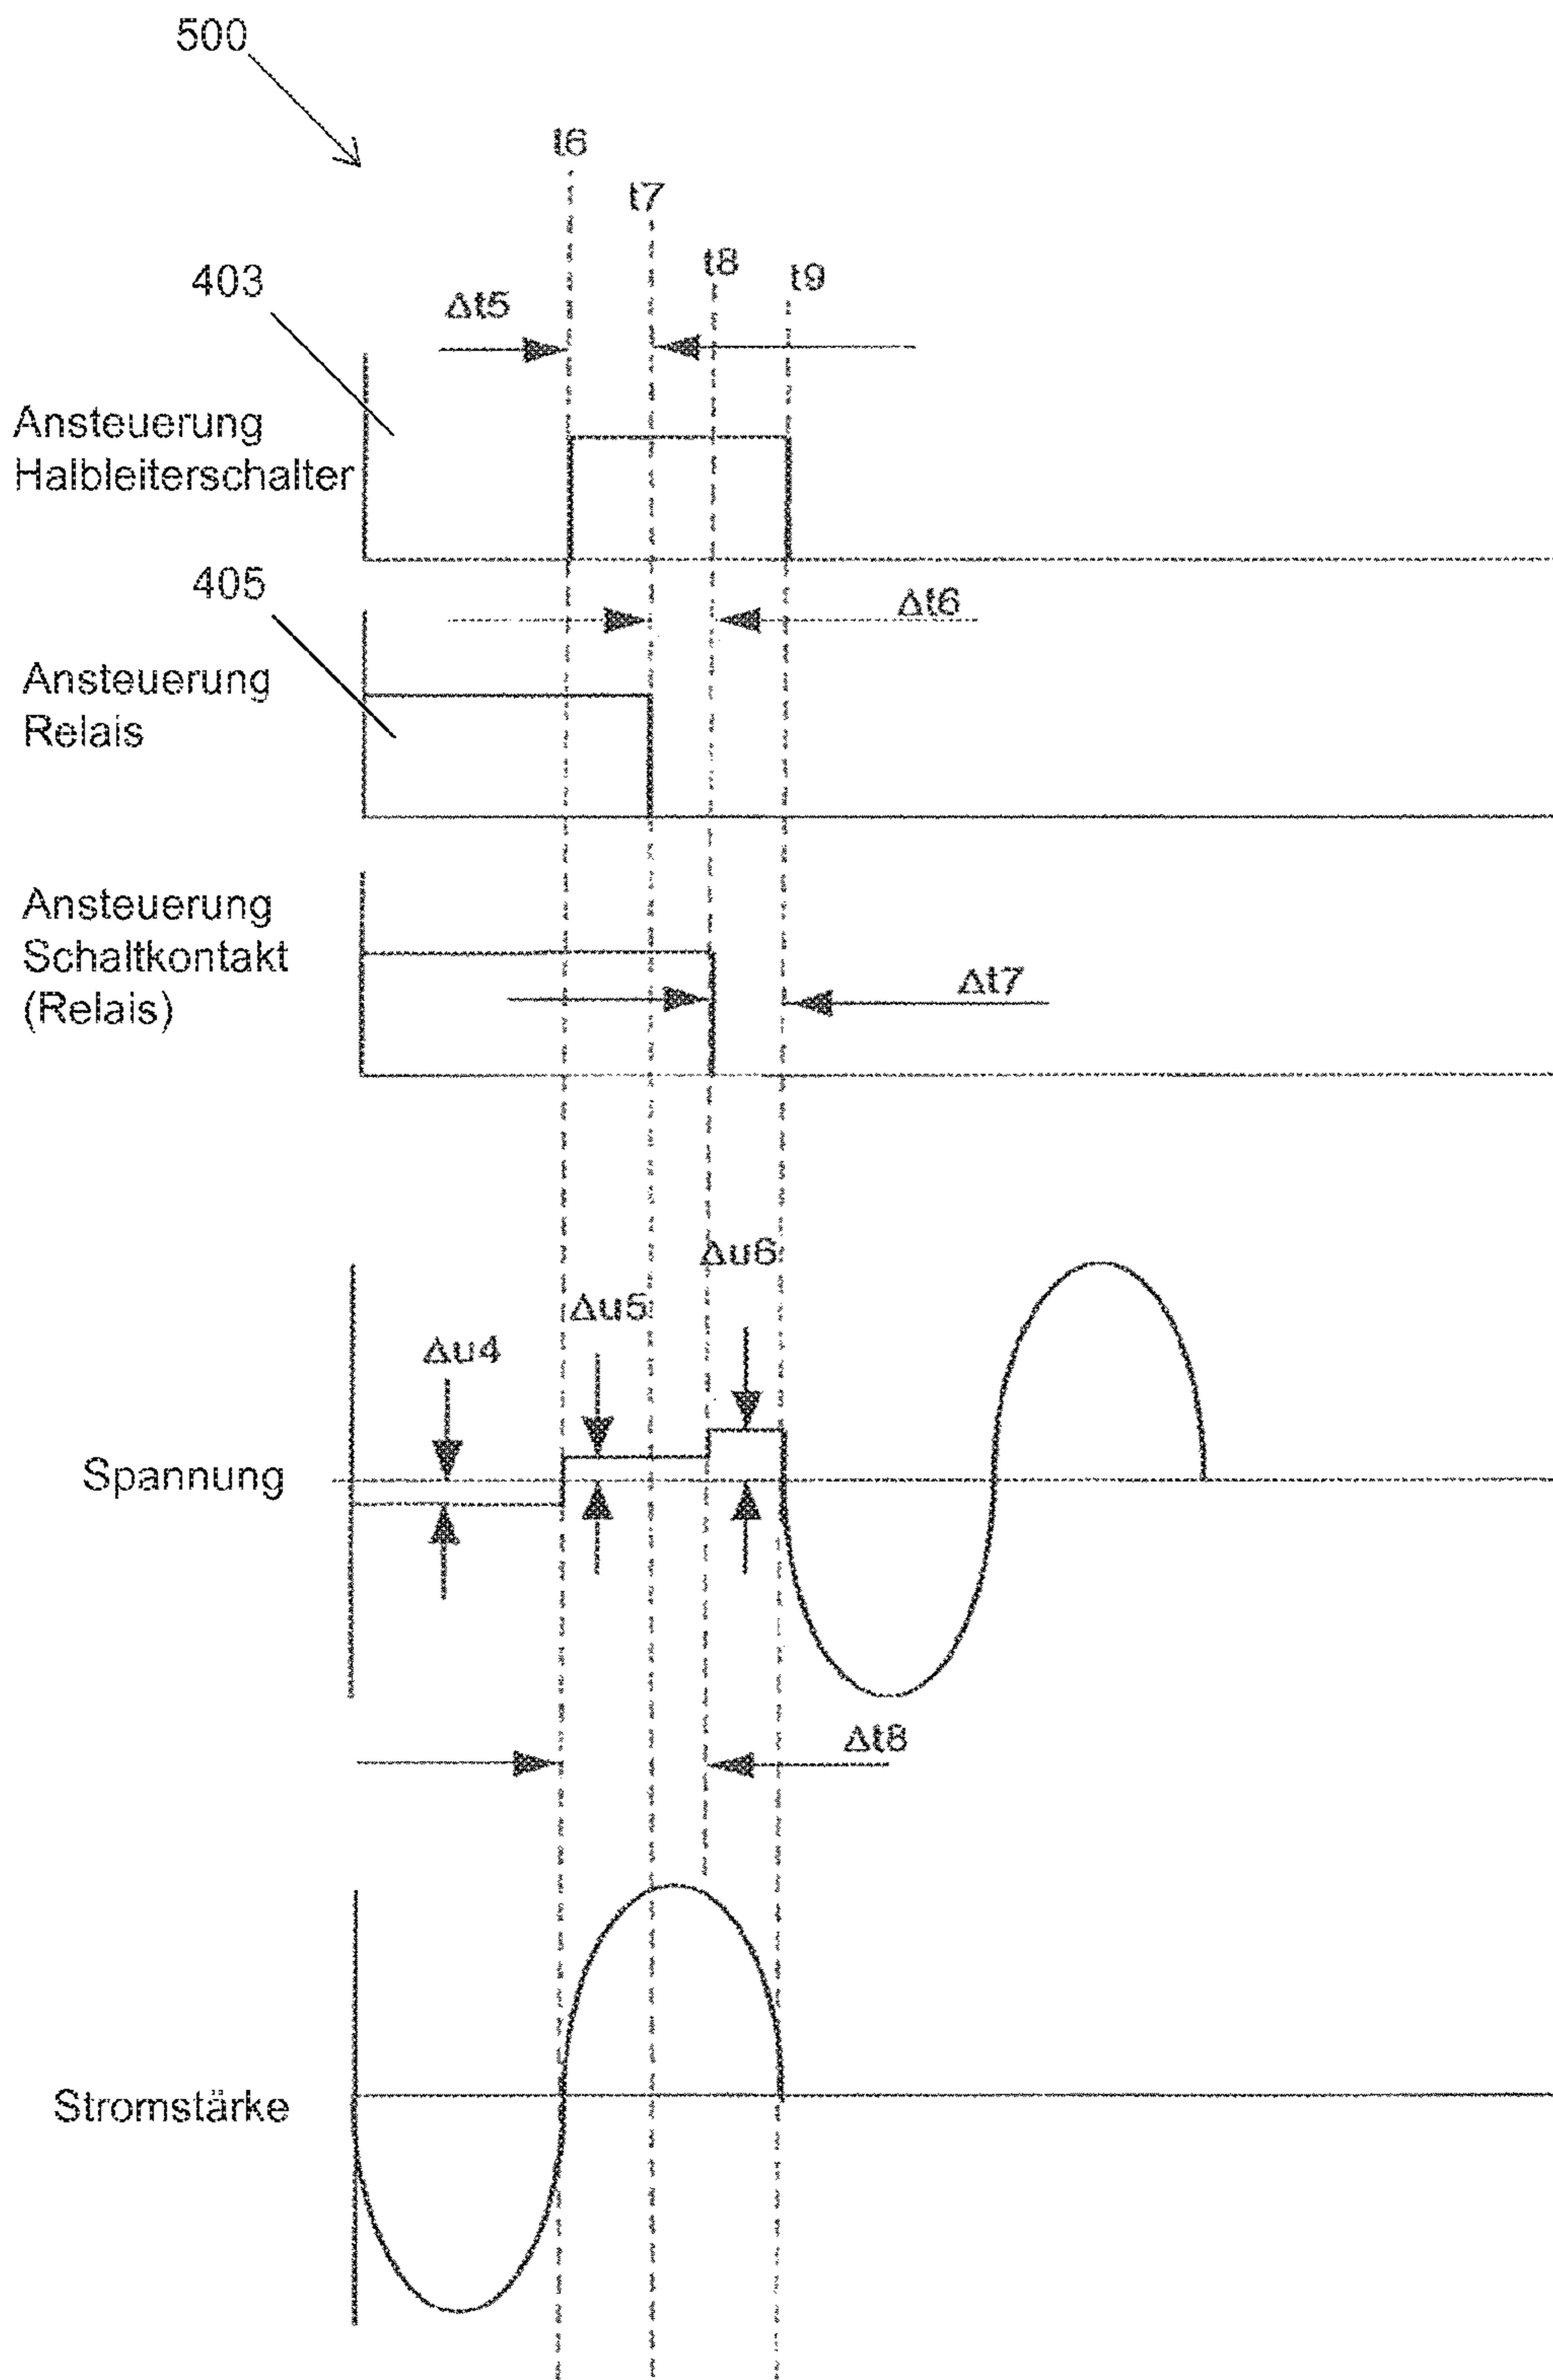 500
t6
t7
t8
t9
403
Δt5
Ansteuerung
Halbleiterschalter
405
Δt6
Ansteuerung
Relais
Ansteuerung
Schaltkontakt
(Relais)
Δt7
Δu6
Δu5
Δu4
Spannung
Δt8
Stromstärke